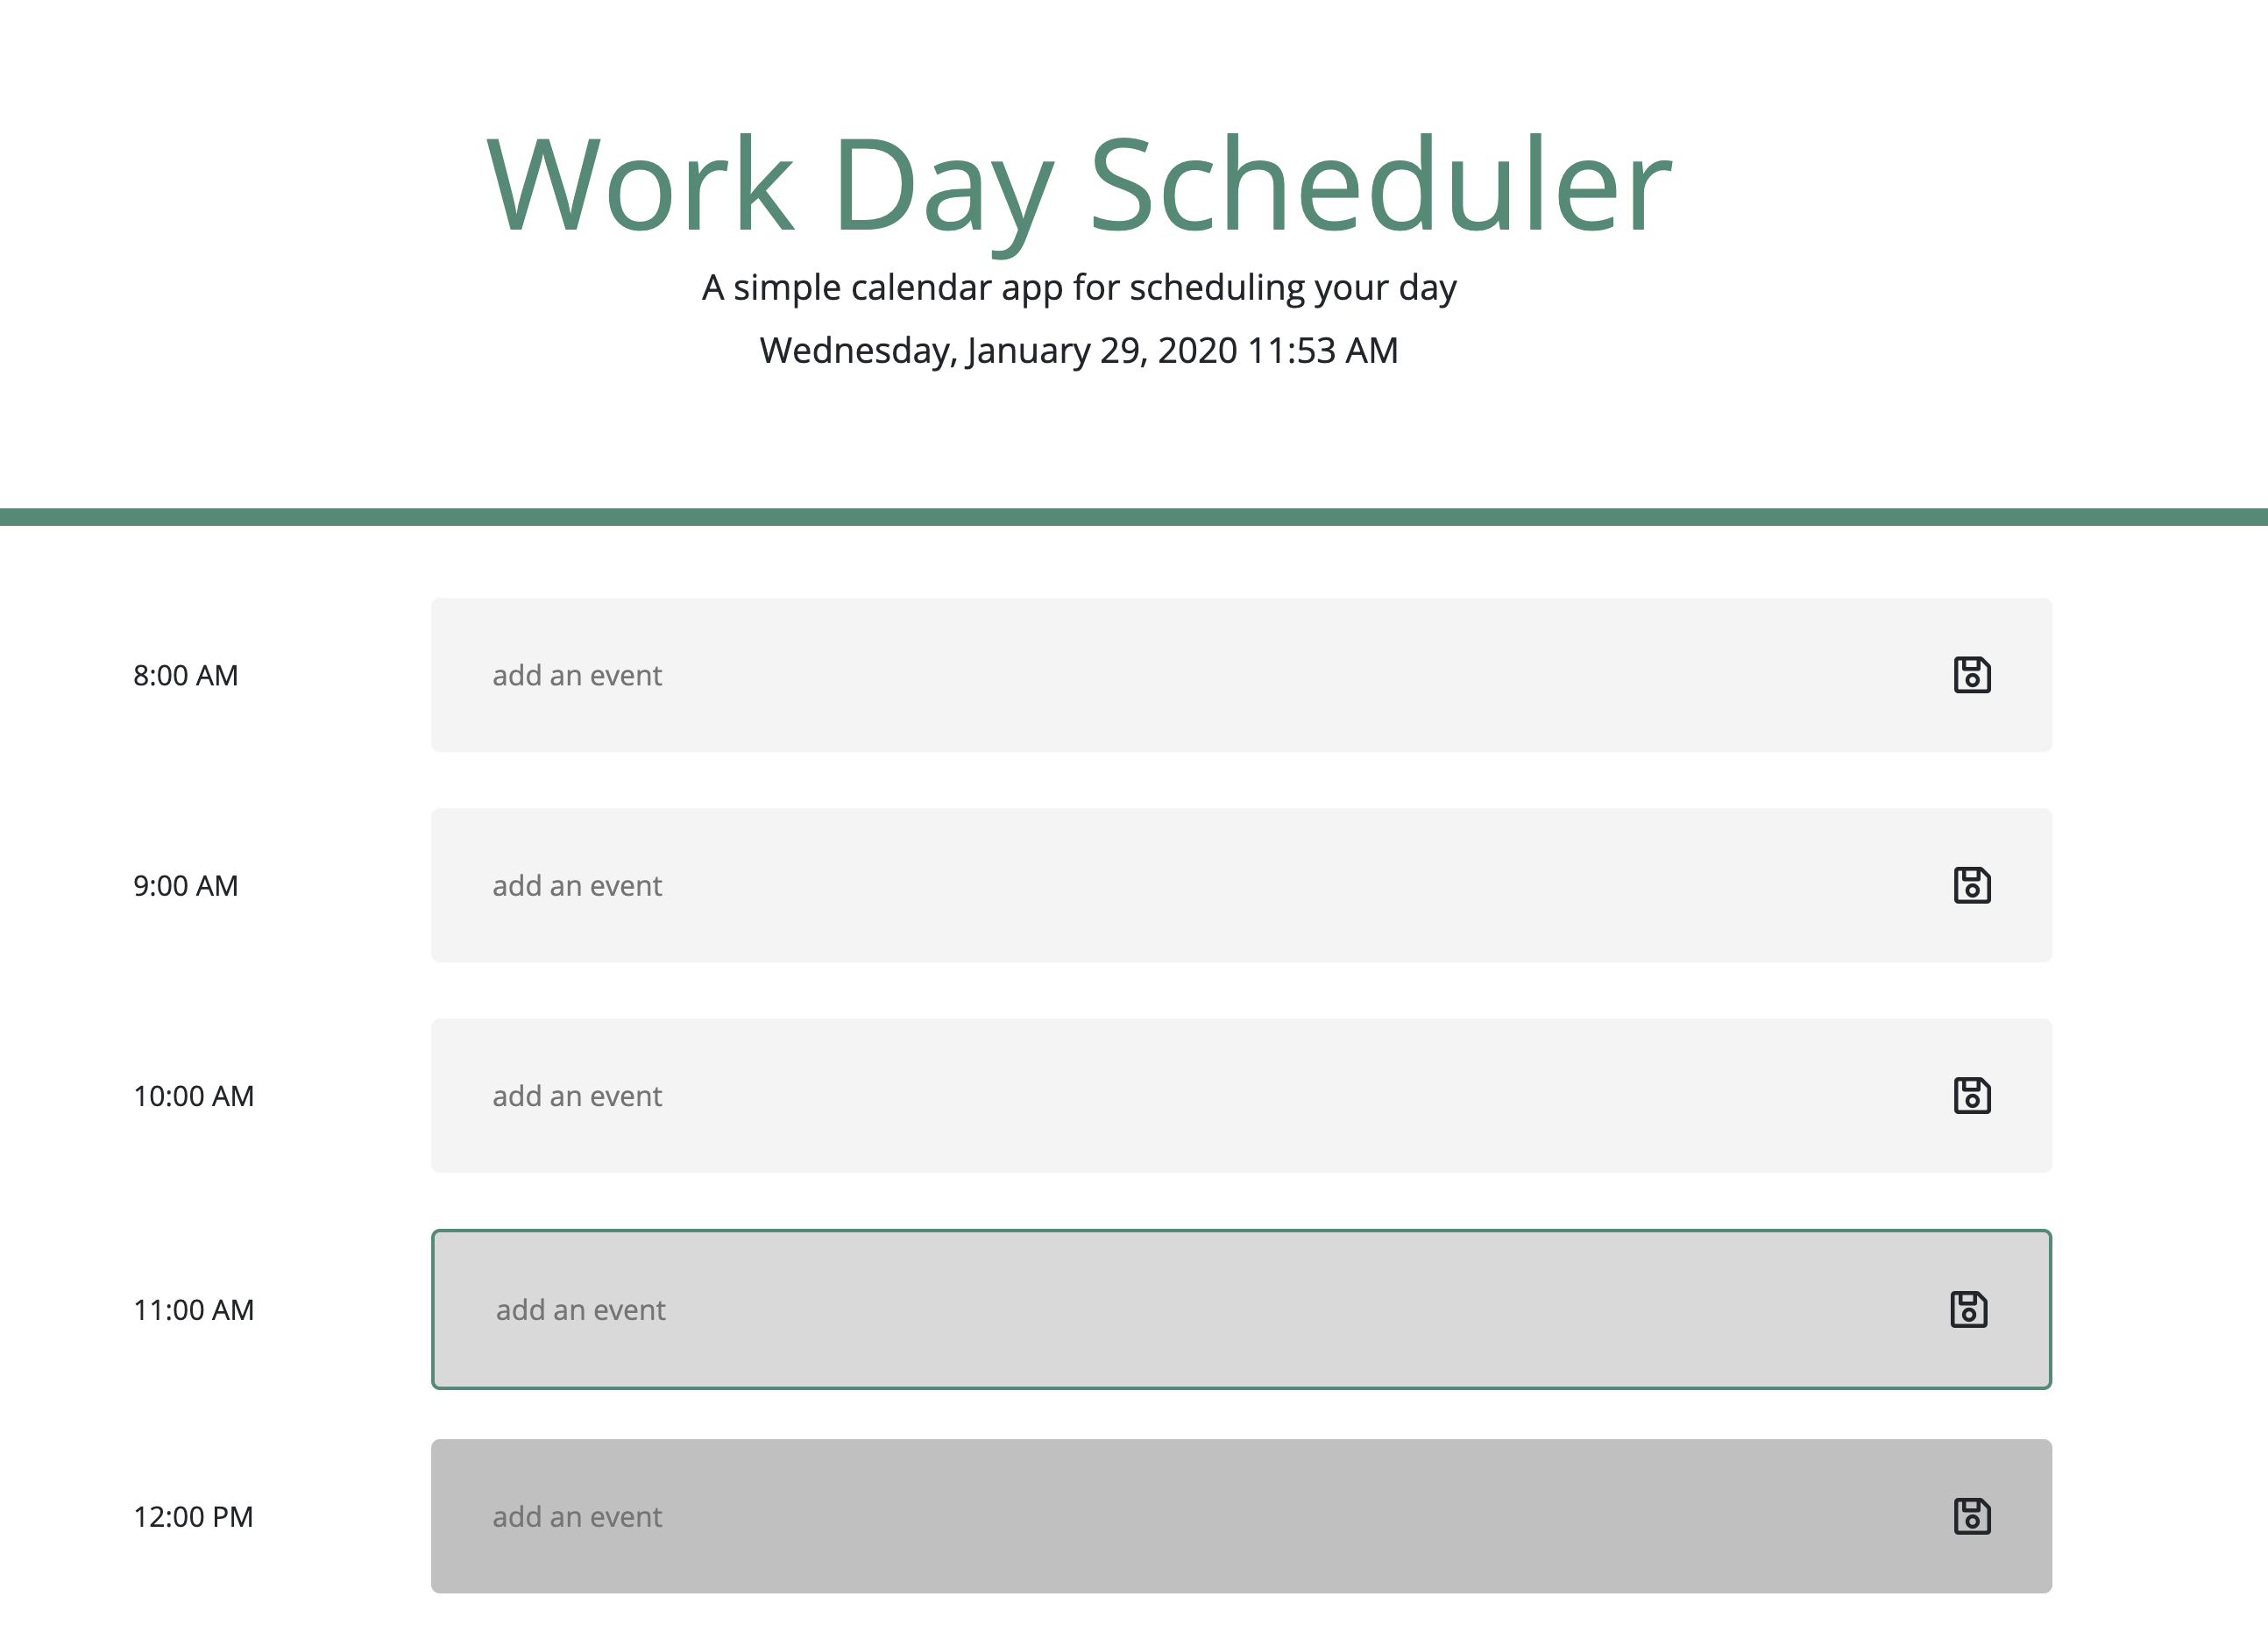 Work Day Scheduler
A simple calendar app for scheduling your day
Wednesday, January 29, 2020 11:53 AM
8:00 AM add an event
9:00 AM add an event
10:00 AM add an event
11:00 AM add an event
12:00 PM add an event